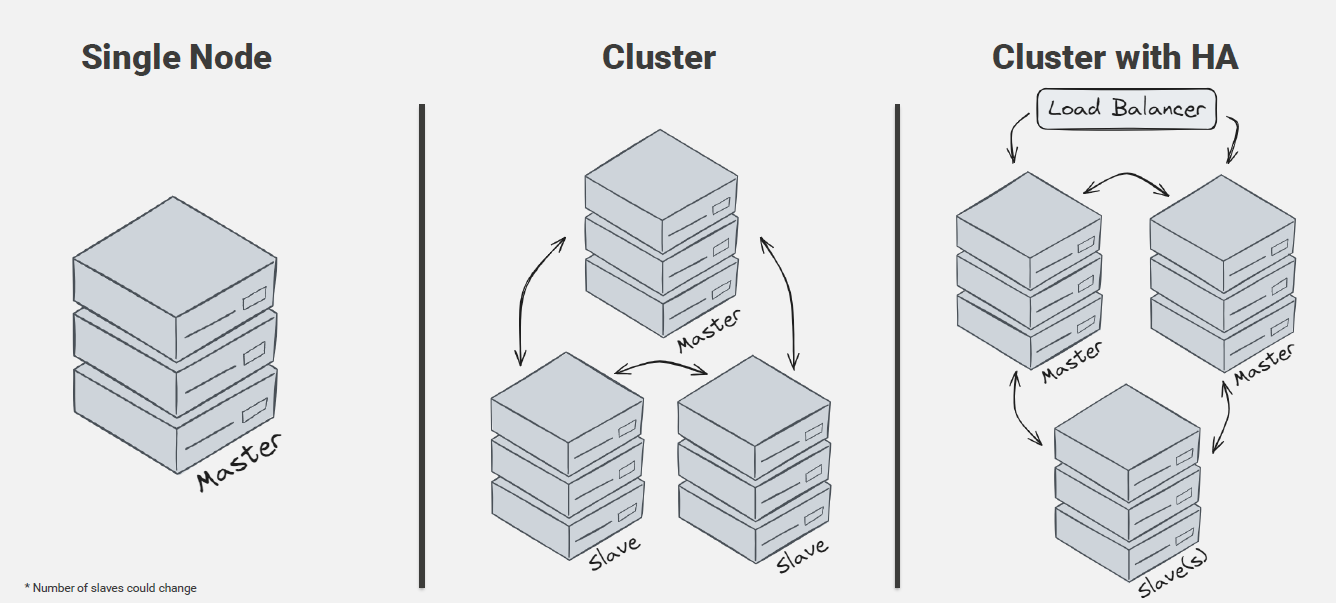 Single Node
Master
* Number of slaves could change
Cluster
Master
Slave
Slave
Cluster with HA
Load Balancer
Master
Master
Slave(s)